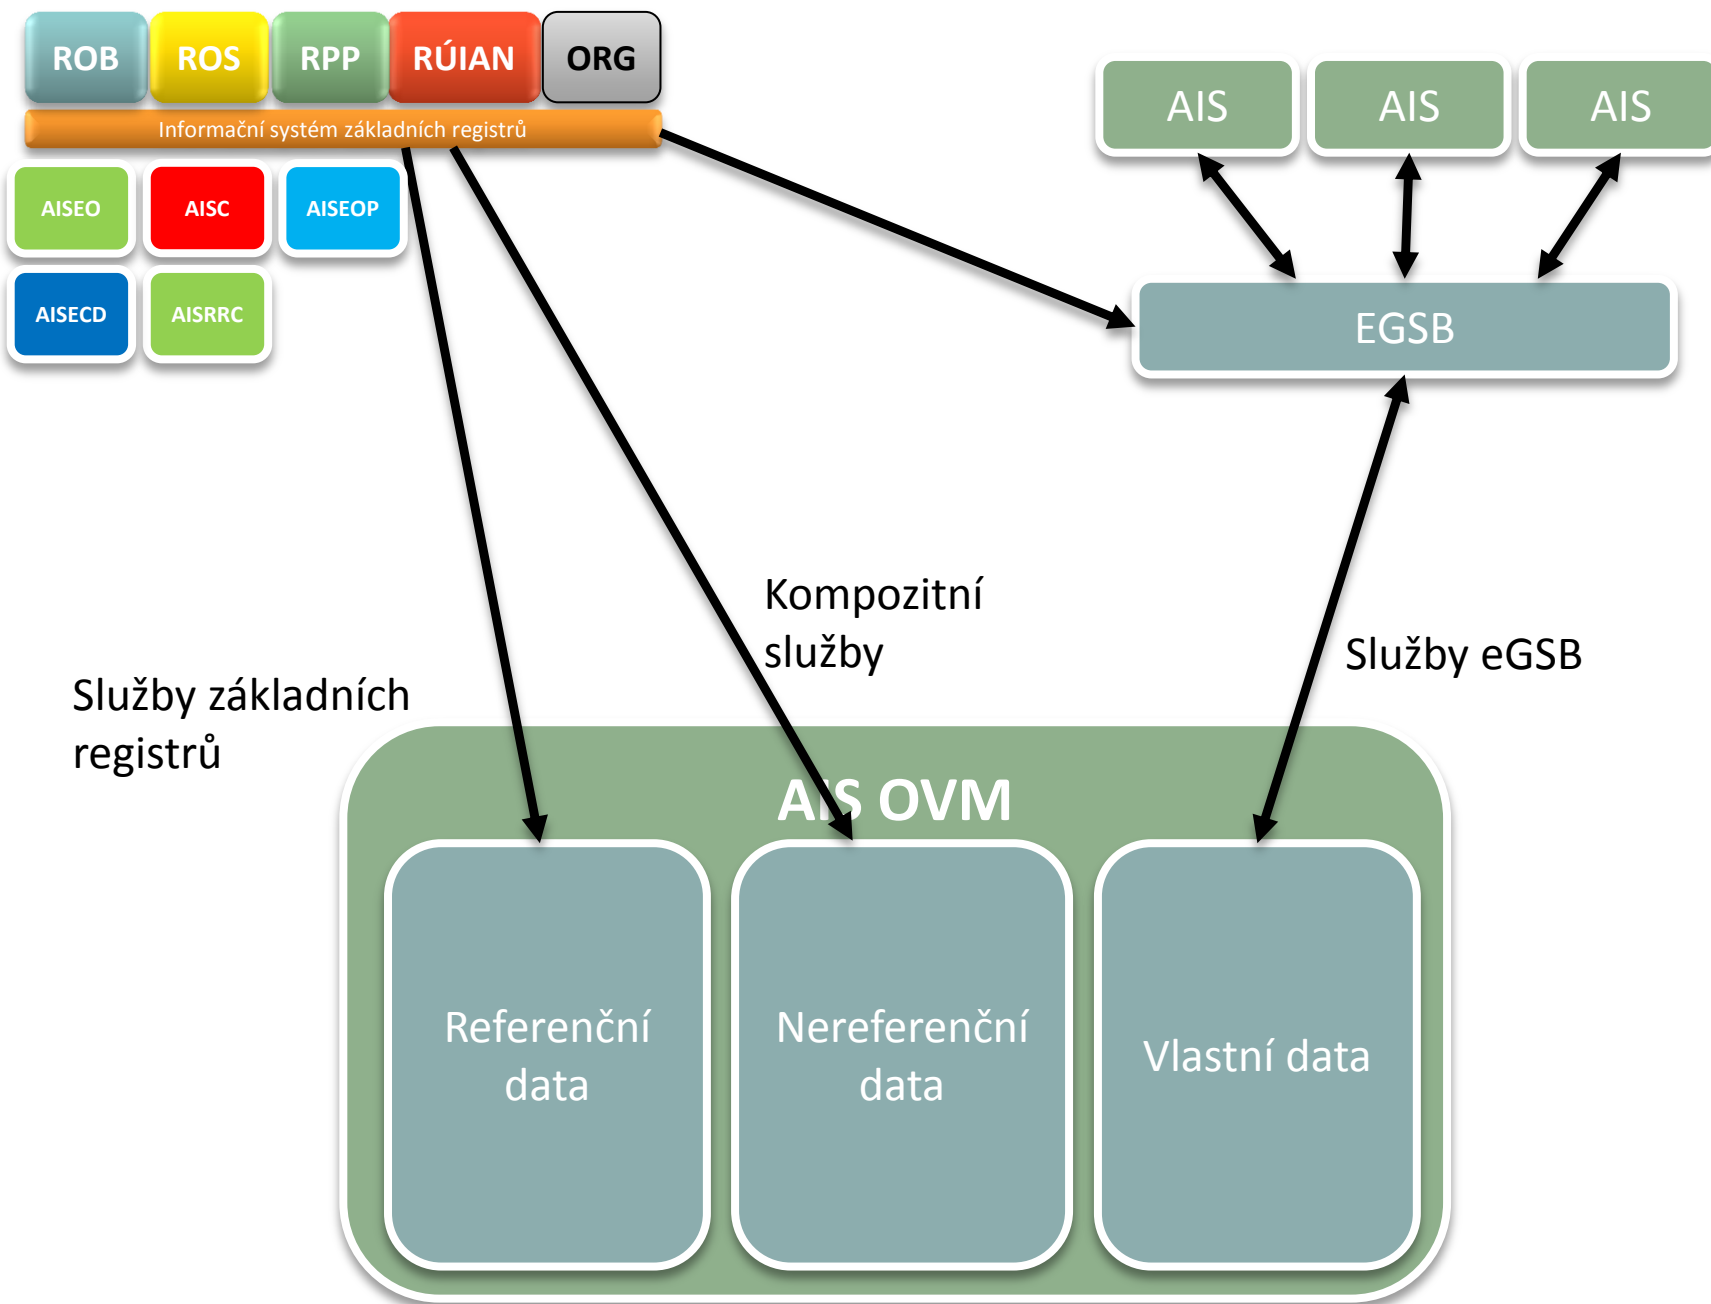 ROB ROS RPP RÚIAN ORG
Informační systém základních registrů
AISEO AISC AISEOP
AISECD AISRRC
AIS AIS AIS
EGSB
Kompozitní
služby
Služby eGSB
Služby základních
registrů
AIS OVM
Referenční
data
Nereferenční
data
Vlastní data